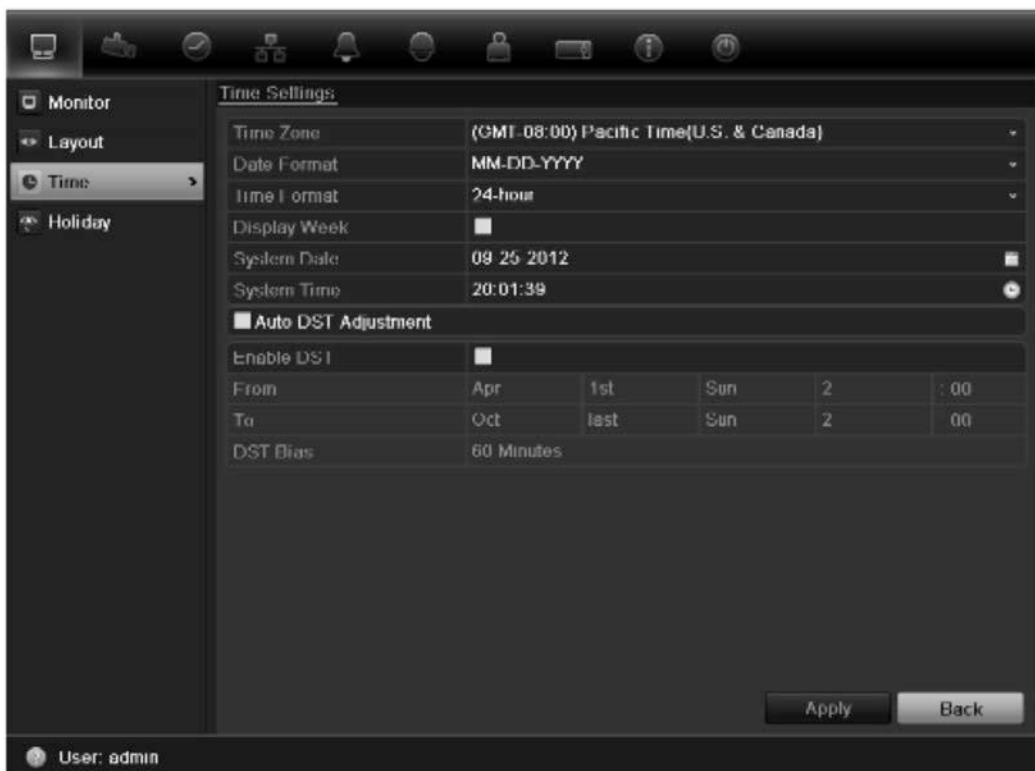 Monitor
Layout
Time
Holiday
Time Settings
Time Zone (GMT-08:00) Pacific Time(U.S. & Canada)
Date Format MM-DD-YYYY
Time Format 24-hour
Display Week
System Date 09-25-2012
System Time 20:01:39
Auto DST Adjustment
Enable DST
From Apr 1st Sun 2 : 00
To Oct last Sun 2 00
DST Bias 60 Minutes
Apply Back
User: admin